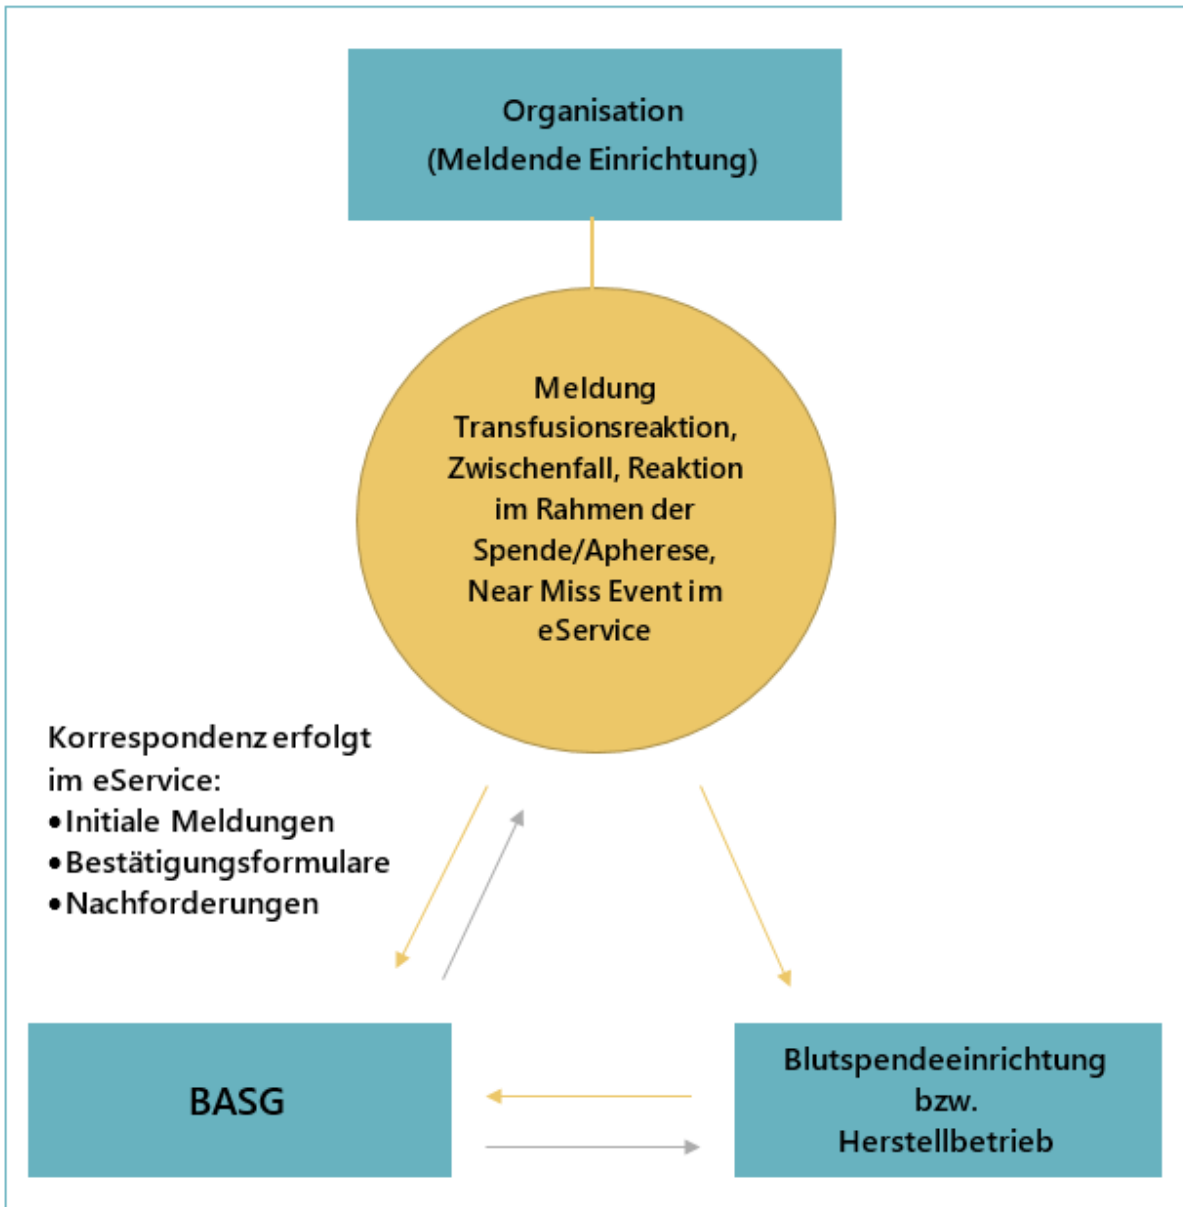 Organisation
(Meldende Einrichtung)
Meldung
Transfusionsreaktion,
Zwischenfall, Reaktion
im Rahmen der
Spende/Apherese,
Near Miss Event im
eService
Korrespondenz erfolgt
im eService:
•Initiale Meldungen
•Bestätigungsformulare
•Nachforderungen
BASG
Blutspendeeinrichtung
bzw.
Herstellbetrieb